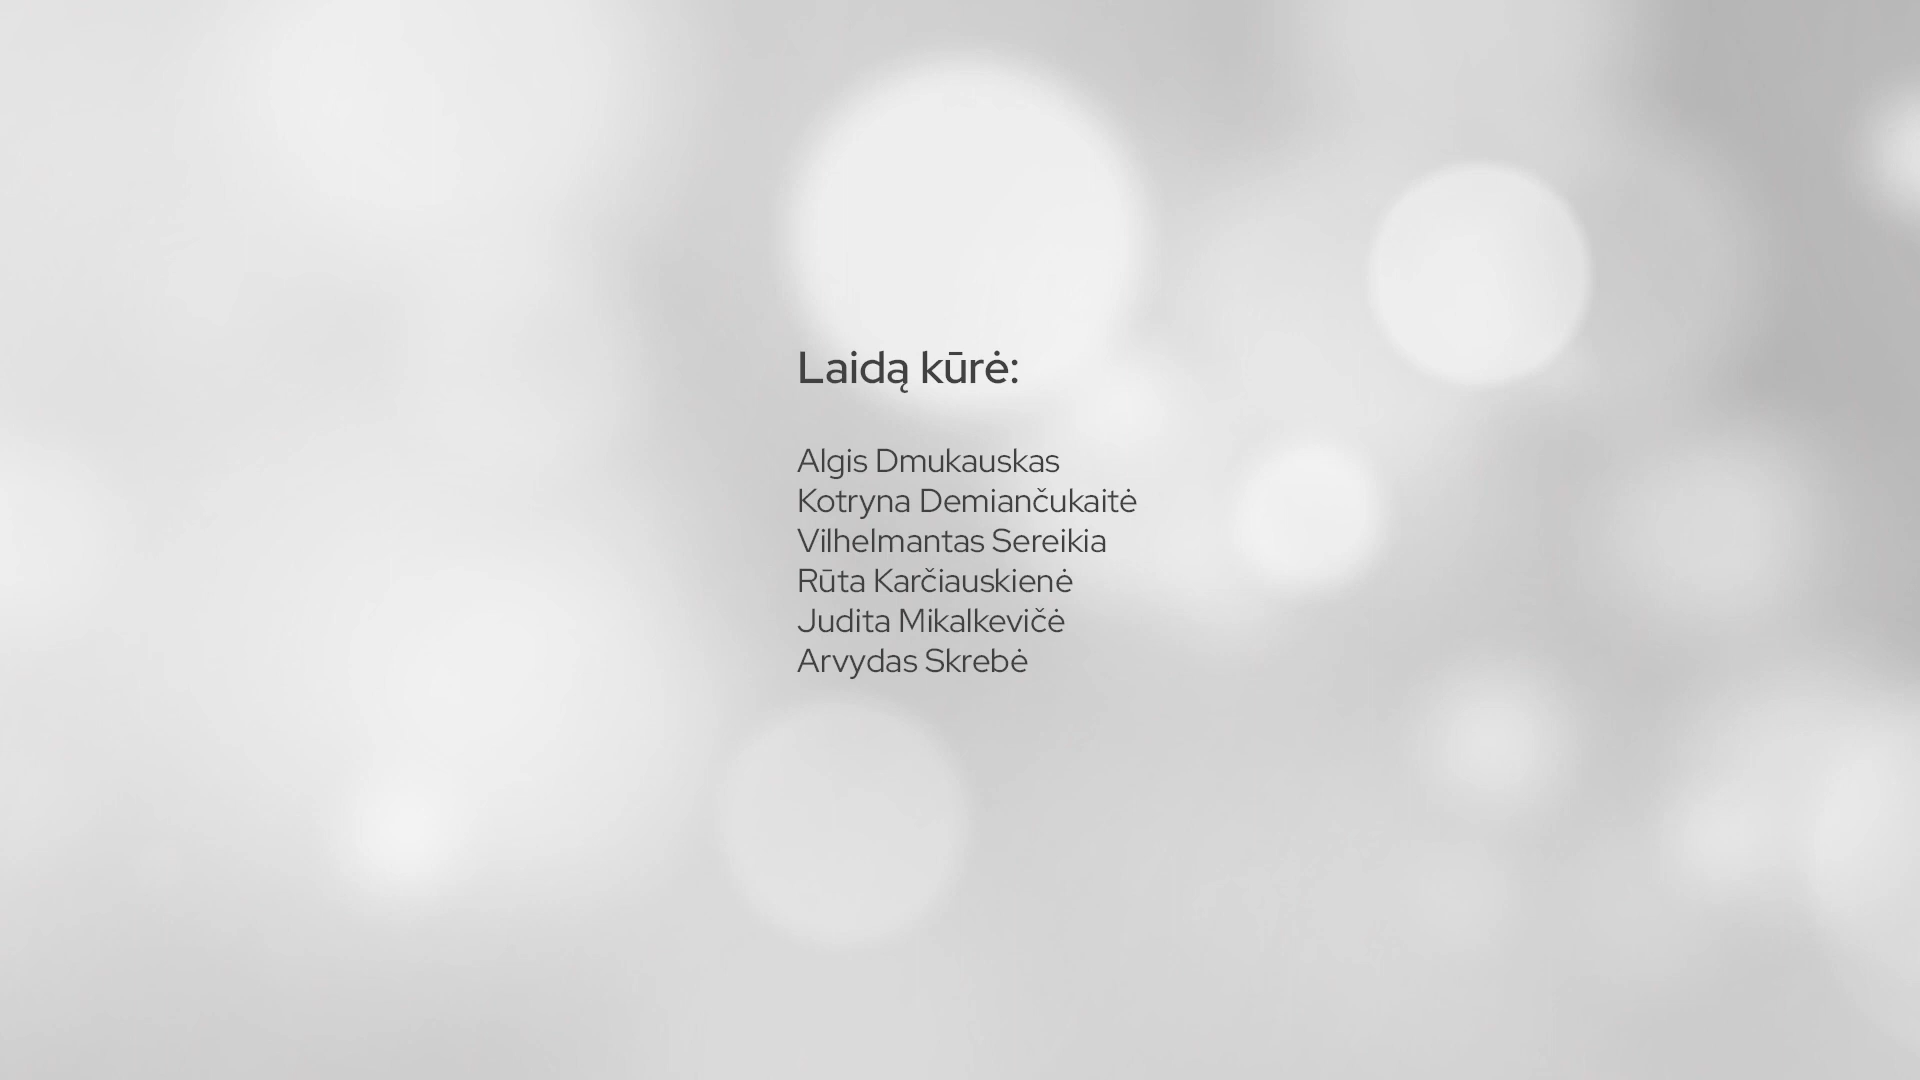 Laidą kūrė:
Algis Dmukauskas
Kotryna Demiančukaitė
Vilhelmantas Sereikia
Rūta Karčiauskienė
Judita Mikalkevičė
Arvydas Skrebė